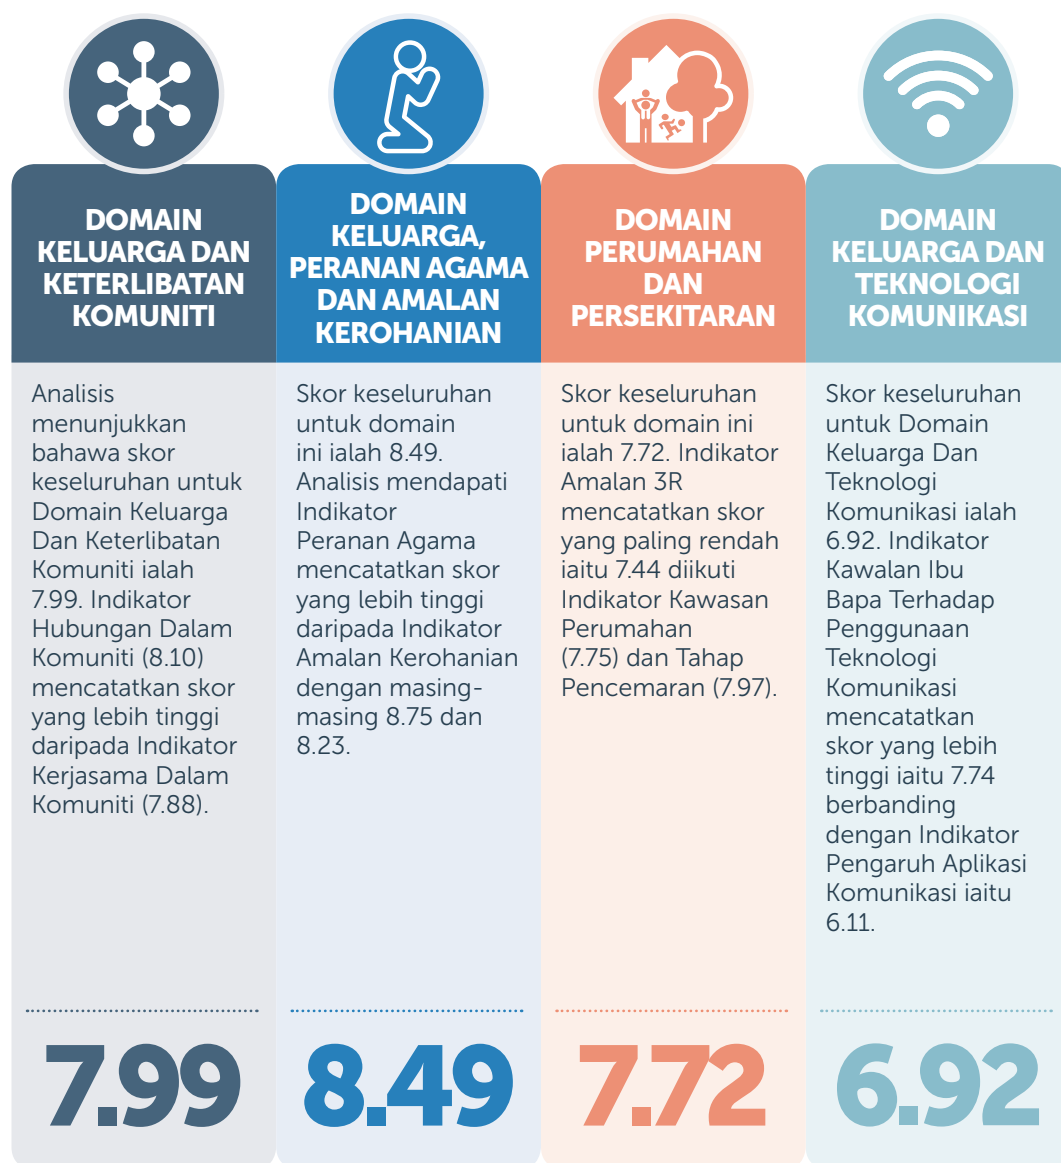 DOMAIN
KELUARGA DAN
KETERLIBATAN
KOMUNITI
Analisis
menunjukkan
bahawa skor
keseluruhan untuk
Domain Keluarga
Dan Keterlibatan
Komuniti ialah
7.99. Indikator
Hubungan Dalam
Komuniti (8.10)
mencatatkan skor
yang lebih tinggi
daripada Indikator
Kerjasama Dalam
Komuniti (7.88).
7.99
DOMAIN
KELUARGA,
PERANAN AGAMA
DAN AMALAN
KEROHANIAN
Skor keseluruhan
untuk domain
ini ialah 8.49.
Analisis mendapati
Indikator
Peranan Agama
mencatatkan skor
yang lebih tinggi
daripada Indikator
Amalan Kerohanian
dengan masing-
masing 8.75 dan
8.23.
8.49
DOMAIN
PERUMAHAN
DAN
PERSEKITARAN
Skor keseluruhan
untuk domain ini
ialah 7.72. Indikator
Amalan 3R
mencatatkan skor
yang paling rendah
iaitu 7.44 diikuti
Indikator Kawasan
Perumahan
(7.75) dan Tahap
Pencemaran (7.97).
7.72
DOMAIN
KELUARGA DAN
TEKNOLOGI
KOMUNIKASI
Skor keseluruhan
untuk Domain
Keluarga Dan
Teknologi
Komunikasi ialah
6.92. Indikator
Kawalan Ibu
Bapa Terhadap
Penggunaan
Teknologi
Komunikasi
mencatatkan
skor yang lebih
tinggi iaitu 7.74
berbanding
dengan Indikator
Pengaruh Aplikasi
Komunikasi iaitu
6.11.
6.92